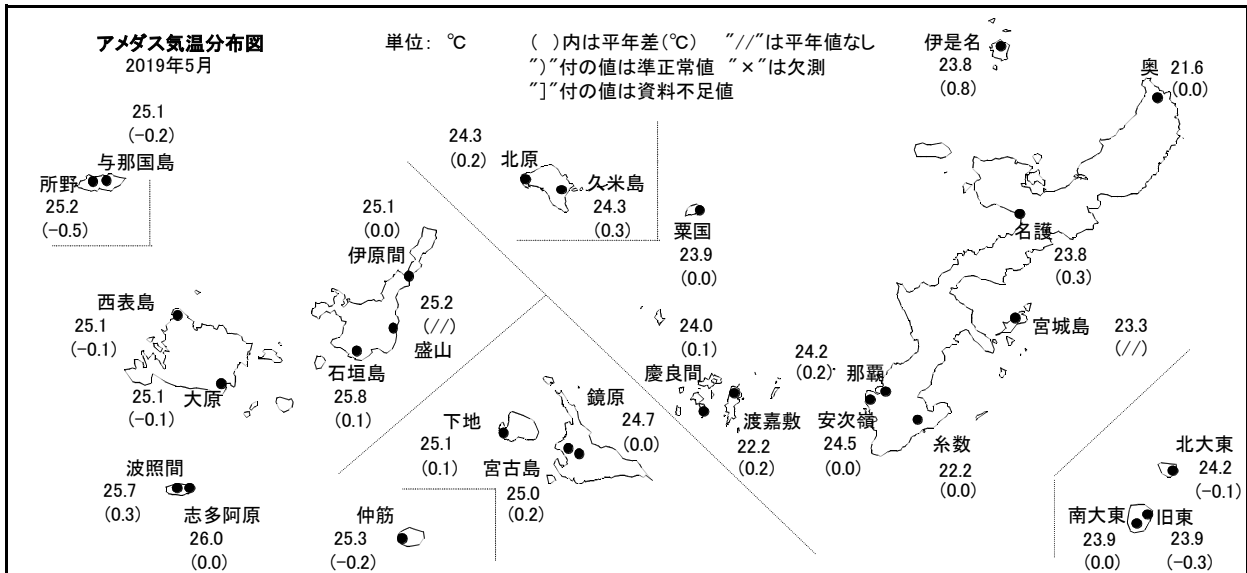 アメダス気温分布図
2019年5月
単位： ℃
( )内は平年差(℃) "//"は平年値なし
")"付の値は準正常値 "×"は欠測
"]"付の値は資料不足値
伊是名
23.8
(0.8)
奥 21.6
(0.0)
25.1
(-0.2)
与那国島
所野
25.2
(-0.5)
24.3
(0.2)
北原
久米島
24.3
(0.3)
粟国
23.9
(0.0)
名護
23.8
(0.3)
25.1
(0.0)
伊原間
25.2
(//)
盛山
石垣島
25.8
(0.1)
西表島
25.1
(-0.1)
25.1
(-0.1)
大原
宮城島 23.3
(//)
24.0
(0.1)
慶良間
渡嘉敷
22.2
(0.2)
24.2
(0.2)
那覇
安次嶺
24.5
(0.0)
糸数
22.2
(0.0)
鏡原
24.7
(0.0)
下地
25.1
(0.1)
宮古島
25.0
(0.2)
波照間
25.7
(0.3)
志多阿原
26.0
(0.0)
仲筋
25.3
(-0.2)
北大東
24.2
(-0.1)
南大東
23.9
(0.0)
旧東
23.9
(-0.3)